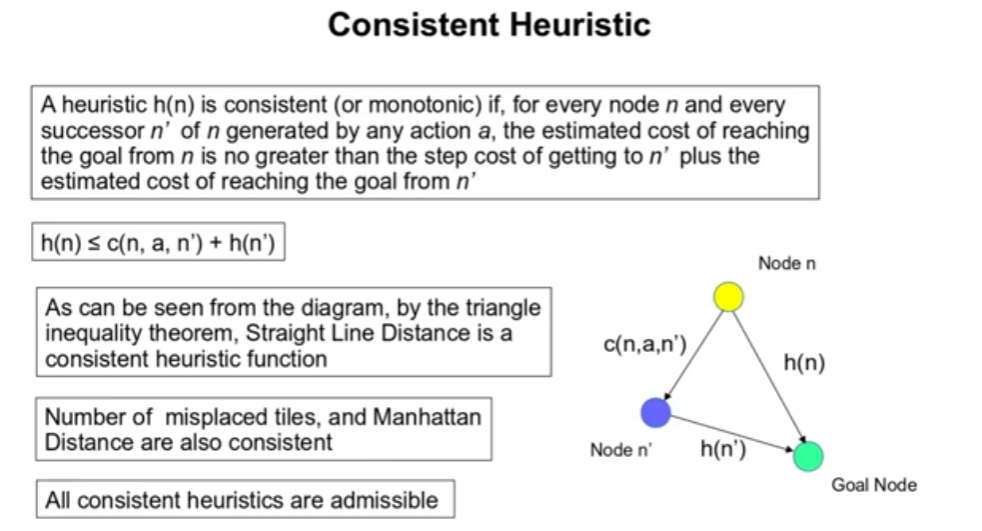 Consistent Heuristic
A heuristic h(n) is consistent (or monotonic) if, for every node n and every
successor n’ of n generated by any action a, the estimated cost of reaching
the goal from n is no greater than the step cost of getting to n’ plus the
estimated cost of reaching the goal from n’
h(n) ≤ c(n, a, n’) + h(n’)
As can be seen from the diagram, by the triangle
inequality theorem, Straight Line Distance is a
consistent heuristic function
Number of misplaced tiles, and Manhattan
Distance are also consistent
All consistent heuristics are admissible
Node n
c(n,a,n’)
h(n)
Node n’
h(n’)
Goal Node